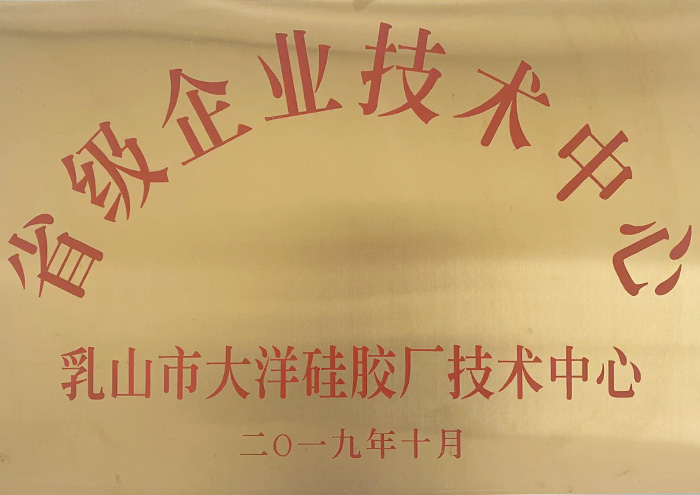 省级企业技术中心
乳山市大洋硅胶厂技术中心
二〇一九年十月